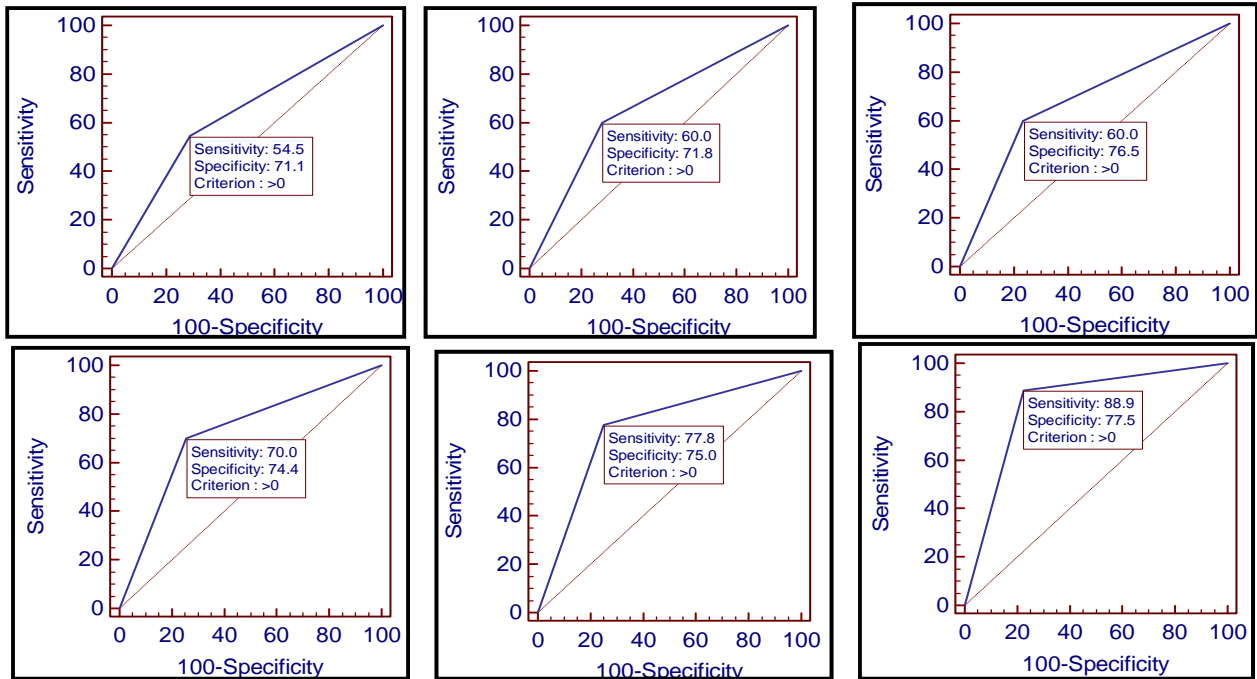 100
80
60
40
20
0
Sensitivity
Sensitivity: 54.5
Specificity: 71.1
Criterion : >0
0 20 40 60 80 100
100-Specificity
100
80
60
40
20
0
Sensitivity
Sensitivity: 60.0
Specificity: 71.8
Criterion : >0
0 20 40 60 80 100
100-Specificity
100
80
60
40
20
0
Sensitivity
Sensitivity: 60.0
Specificity: 76.5
Criterion : >0
0 20 40 60 80 100
100-Specificity
100
80
60
40
20
0
Sensitivity
Sensitivity: 70.0
Specificity: 74.4
Criterion : >0
0 20 40 60 80 100
100-Specificity
100
80
60
40
20
0
Sensitivity
Sensitivity: 77.8
Specificity: 75.0
Criterion : >0
0 20 40 60 80 100
100-Specificity
100
80
60
40
20
0
Sensitivity
Sensitivity: 88.9
Specificity: 77.5
Criterion : >0
0 20 40 60 80 100
100-Specificity